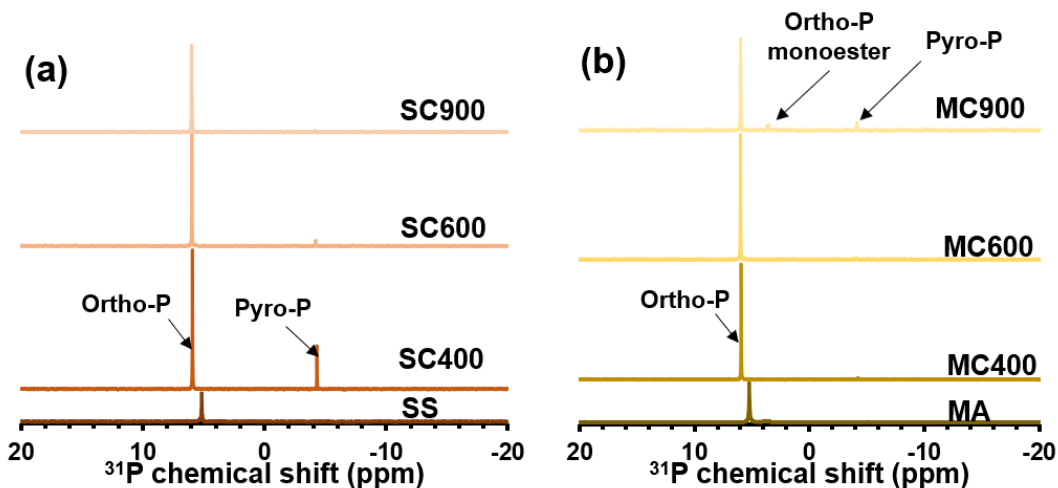 (a)
SC900
SC600
Ortho-P
Pyro-P
SC400
SS
20 10 0 -10 -20
³¹P chemical shift (ppm)
(b)
Ortho-P
monoester
Pyro-P
MC900
MC600
Ortho-P
MC400
MA
20 10 0 -10 -20
³¹P chemical shift (ppm)